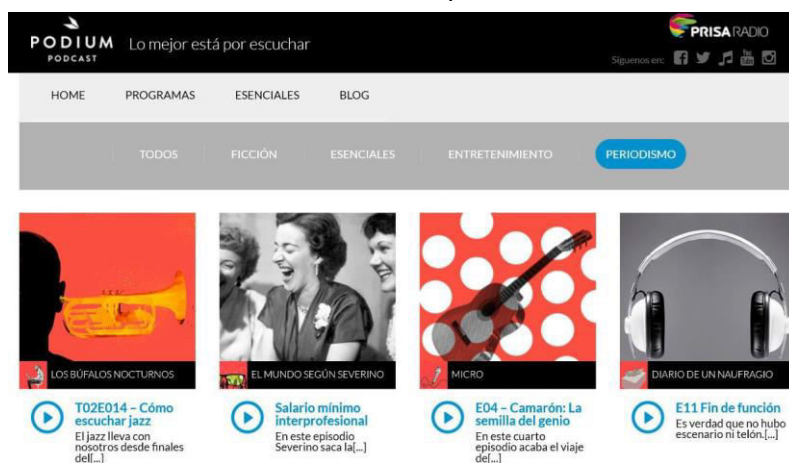 PODIUM
PODCAST
Lo mejor está por escuchar
PRISA RADIO
Síguenos en:
You
Tube
HOME PROGRAMAS ESENCIALES BLOG
TODOS FICCIÓN ESENCIALES ENTRETENIMIENTO PERIODISMO
LOS BÚFALOS NOCTURNOS
T02E014 – Cómo
escuchar jazz
El jazz lleva con
nosotros desde finales
del[...]
EL MUNDO SEGÚN SEVERINO
Salario mínimo
interprofesional
En este episodio
Severino saca la[...]
MICRO
E04 – Camarón: La
semilla del genio
En este cuarto
episodio acaba el viaje
de[...]
DIARIO DE UN NAUFRAGIO
E11 Fin de función
Es verdad que no hubo
escenario ni telón.[...]